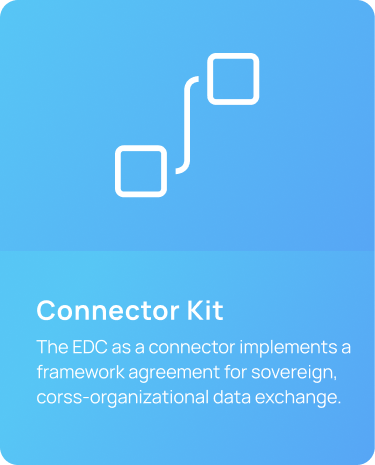 Connector Kit
The EDC as a connector implements a
framework agreement for sovereign,
corss-organizational data exchange.